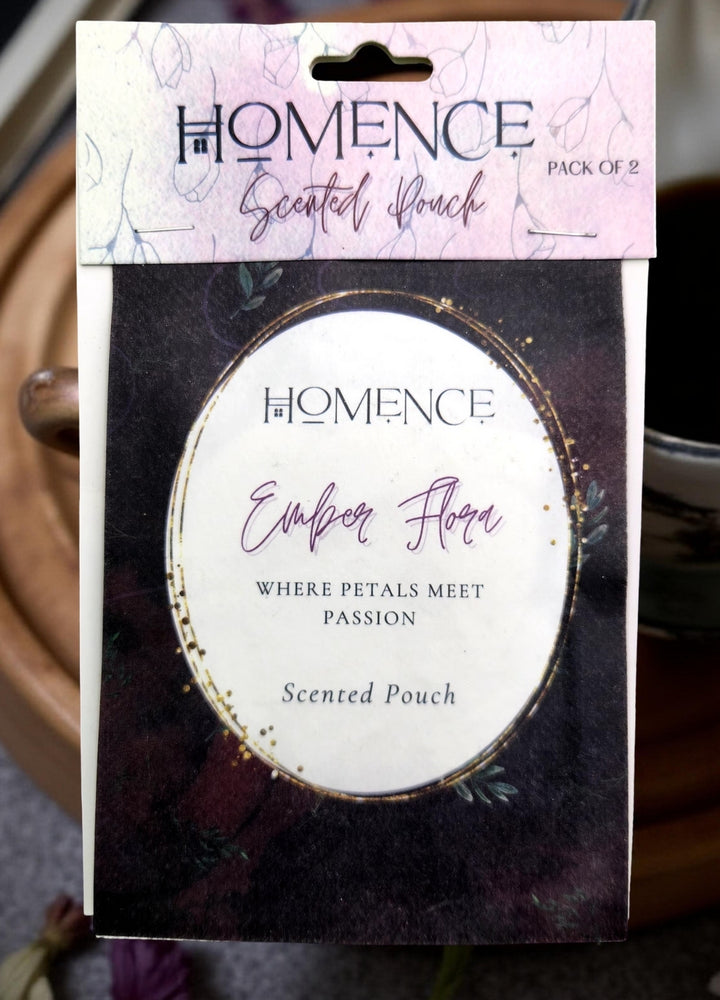 HOMENCE
PACK OF 2
Scented Pouch
HOMENCE
Ember Flora
WHERE PETALS MEET
PASSION
Scented Pouch